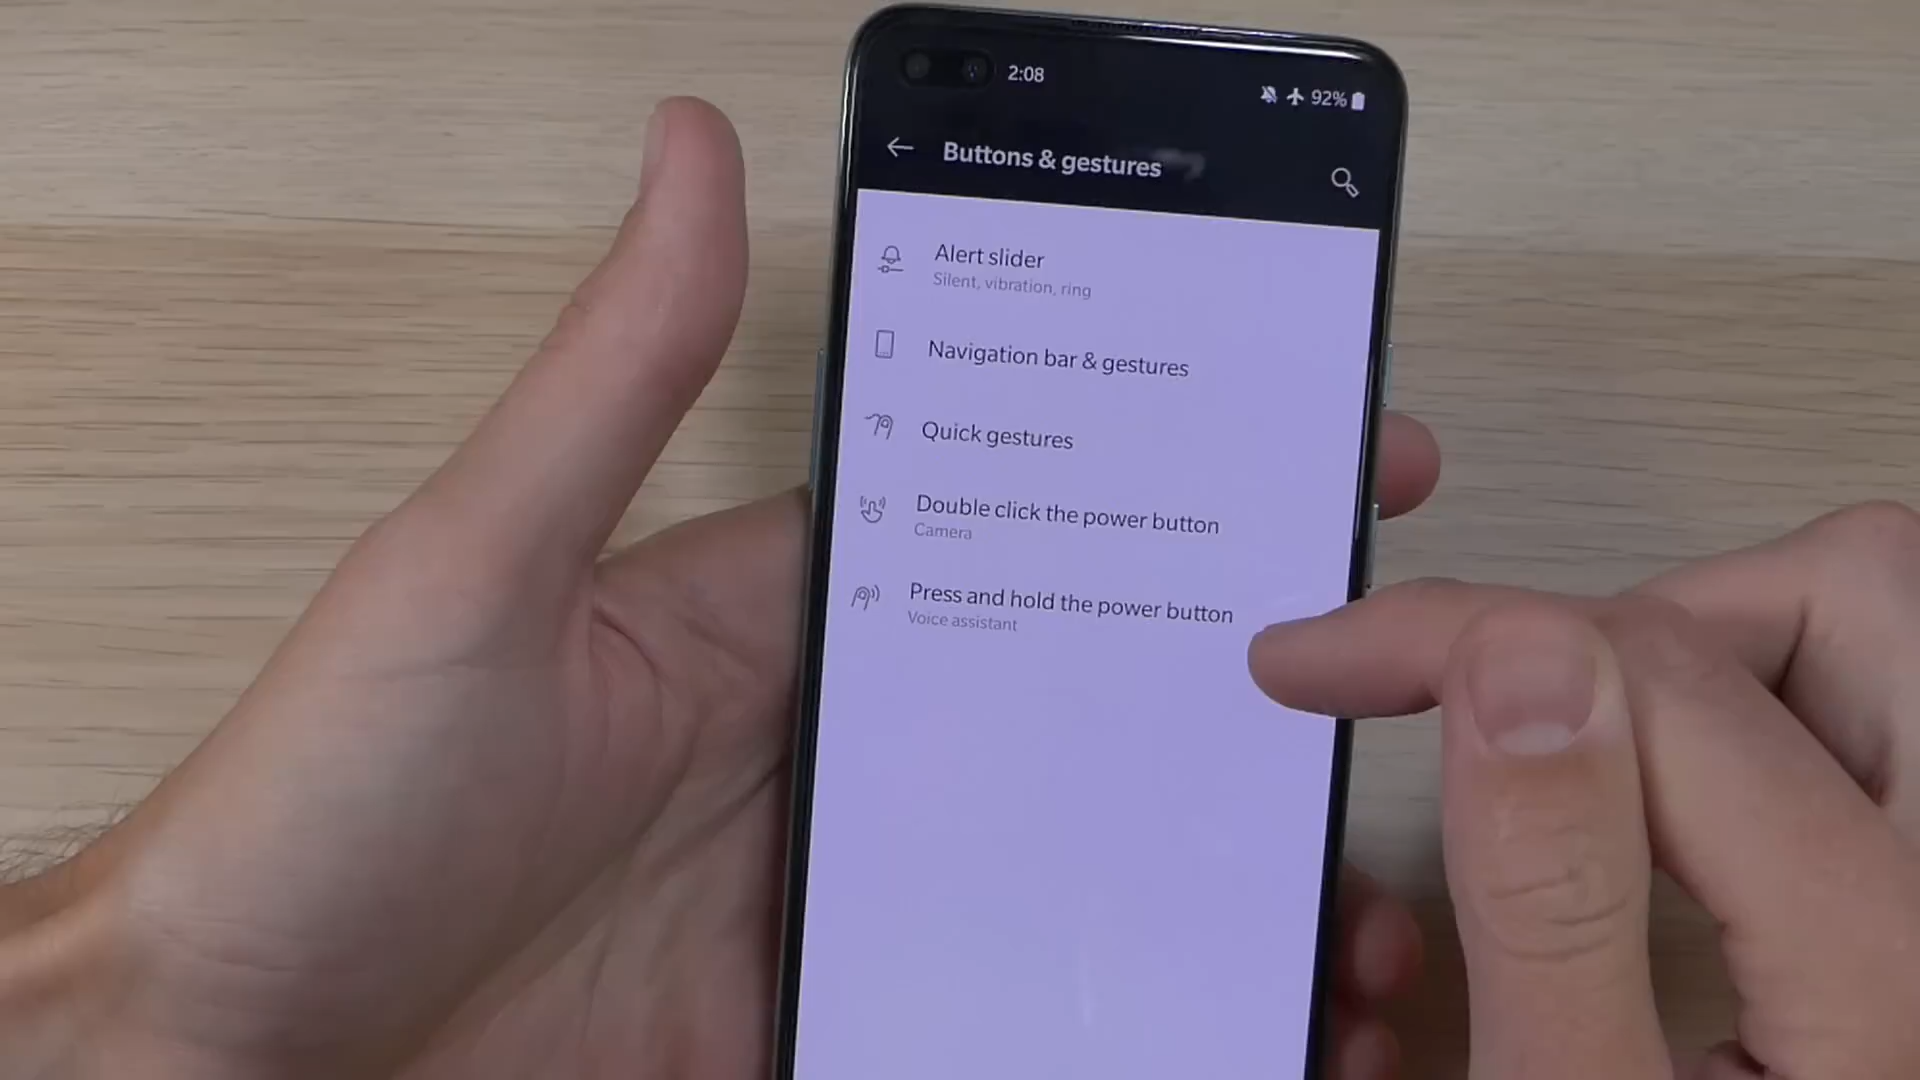 2:08
92%
Buttons & gestures
Alert slider
Silent, vibration, ring
Navigation bar & gestures
Quick gestures
Double click the power button
Camera
Press and hold the power button
Voice assistant